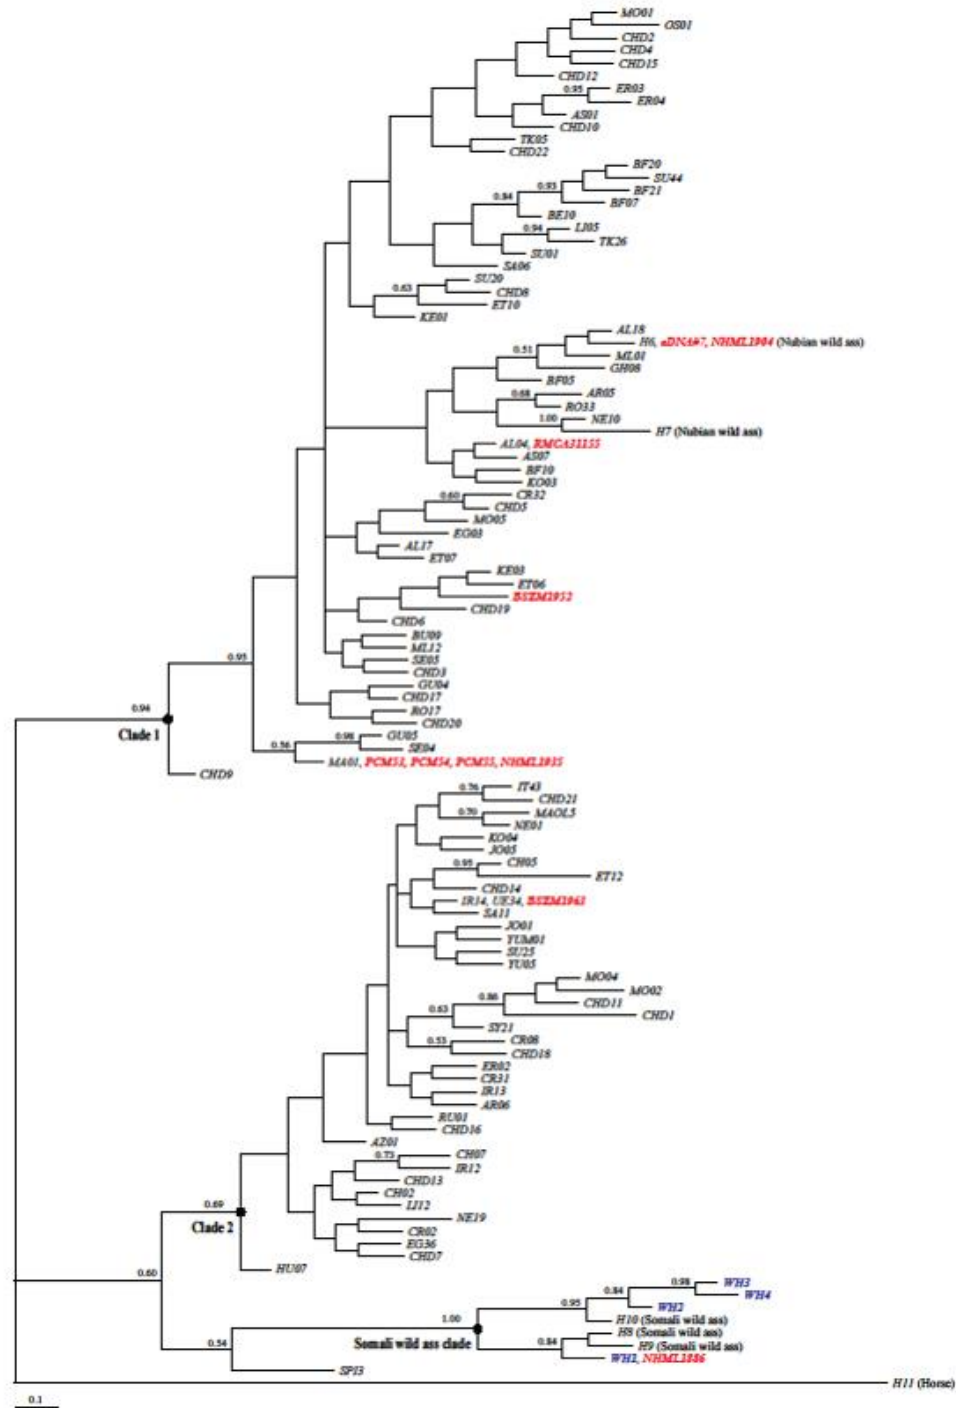 MO01
OS01
CHD2
CHD4
CHD15
CHD12
0.95
ER03
ER04
AS01
CHD10
TK05
CHD22
BF20
0.93
SU44
BF21
0.84
BF07
BE10
0.94
LJ05
TK26
SU01
SA06
SU20
0.63
CHD8
ET10
KE01
AL18
H6, aDNA#7, NHML1904 (Nubian wild ass)
0.51
ML01
GH08
BF05
0.68
AR05
RO33
1.00
NE10
H7 (Nubian wild ass)
AL04, RMCA31155
AS07
BF10
KO03
0.60
CR32
CHD5
MO05
EG03
AL17
ET07
KE03
ET06
BSZM1952
CHD19
CHD6
BU09
ML12
SE05
CHD3
0.95
GU04
CHD17
RO17
0.94
CHD20
Clade 1
0.98
GU05
0.56
SE04
MA01, PCM53, PCM54, PCM55, NHML1935
CHD9
0.76
IT43
CHD21
0.70
MAOL5
NE01
KO04
JO05
0.95
CH05
ET12
CHD14
IR14, UE34, BSZM1961
SA11
JO01
YUM01
SU25
YU05
MO04
0.86
MO02
CHD11
0.63
CHD1
SY21
0.53
CR08
CHD18
ER02
CR31
IR13
AR06
RU01
CHD16
AZ01
0.73
CH07
IR12
CHD13
CH02
0.69
LJ12
NE19
Clade 2
CR02
EG36
CHD7
0.60
HU07
0.98
WH3
0.84
WH4
0.95
WH2
1.00
H10 (Somali wild ass)
H8 (Somali wild ass)
0.54
Somali wild ass clade
0.84
H9 (Somali wild ass)
WH1, NHML1886
SP13
H11 (Horse)
0.1